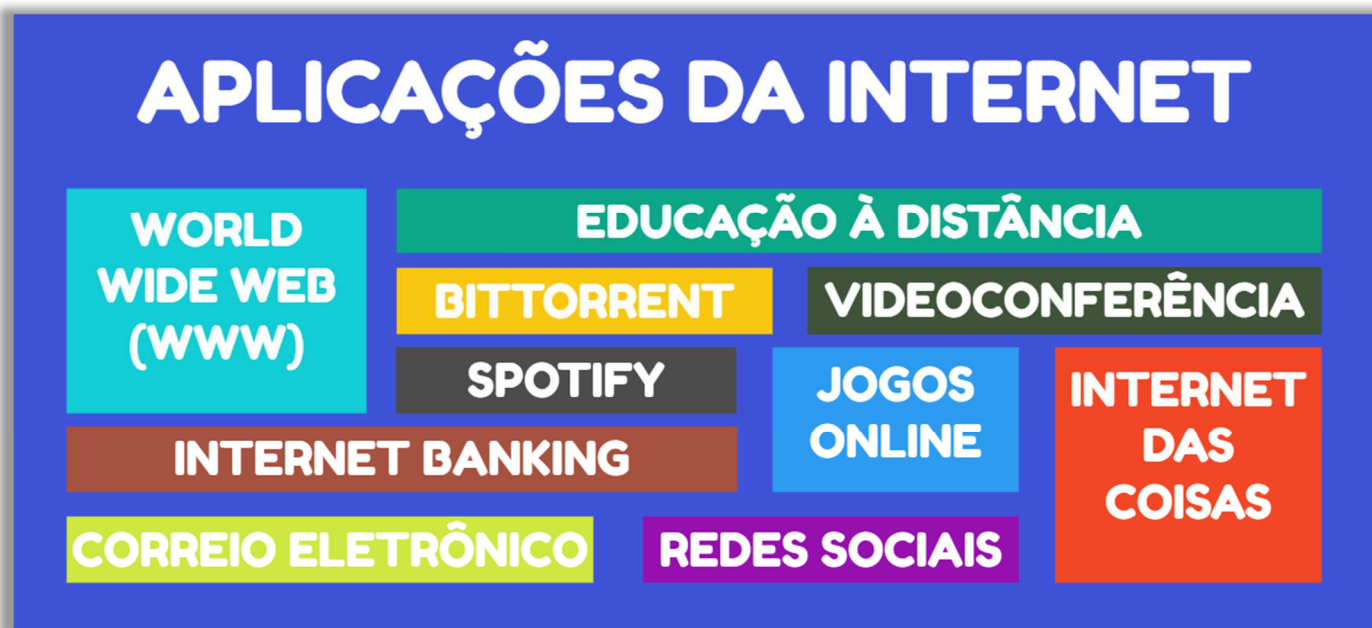 APLICAÇÕES DA INTERNET
WORLD
WIDE WEB
(WWW)
EDUCAÇÃO À DISTÂNCIA
BITTORRENT
VIDEOCONFERÊNCIA
SPOTIFY
JOGOS
ONLINE
INTERNET
DAS
COISAS
INTERNET BANKING
CORREIO ELETRÔNICO
REDES SOCIAIS